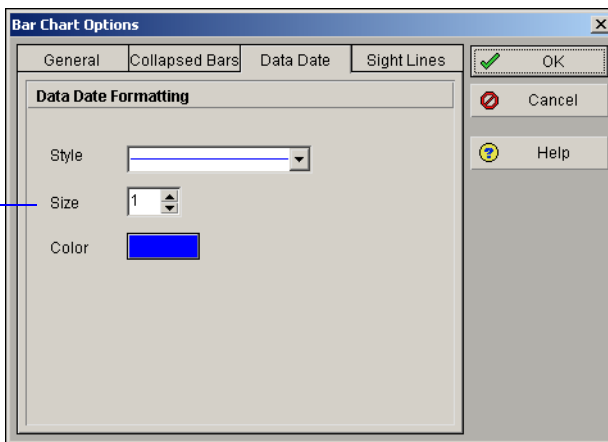 Bar Chart Options
General
Collapsed Bars
Data Date
Sight Lines
OK
Data Date Formatting
Cancel
Style
Help
Size
1
Color